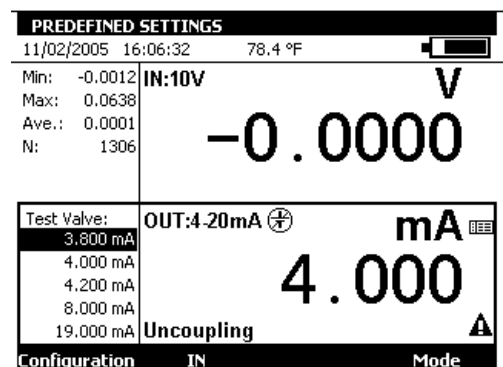 PREDEFINED SETTINGS
11/02/2005 16:06:32 78.4 °F
Min: -0.0012
Max: 0.0638
Ave.: 0.0001
N: 1306
IN:10V
V
-0.0000
Test Valve:
3.800 mA
4.000 mA
4.200 mA
8.000 mA
19.000 mA
OUT:4-20mA
mA
4.000
Uncoupling
Configuration IN Mode